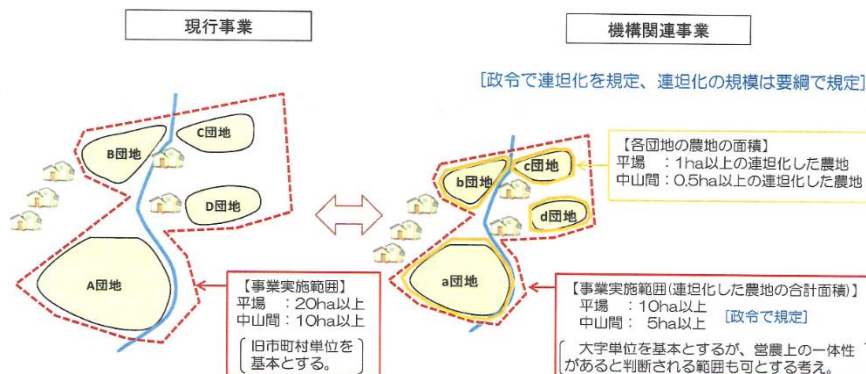 現行事業
機構関連事業
[政令で連坦化を規定、連坦化の規模は要綱で規定]
B団地
C団地
D団地
A団地
【事業実施範囲】
平場　：20ha以上
中山間：10ha以上
旧市町村単位を
基本とする。
b団地
c団地
d団地
a団地
【各団地の農地の面積】
平場　：1ha以上の連坦化した農地
中山間：0.5ha以上の連坦化した農地
【事業実施範囲(連坦化した農地の合計面積)】
平場　：10ha以上
中山間：　5ha以上　[政令で規定]
大字単位を基本とするが、営農上の一体性
があると判断される範囲も可とする考え。